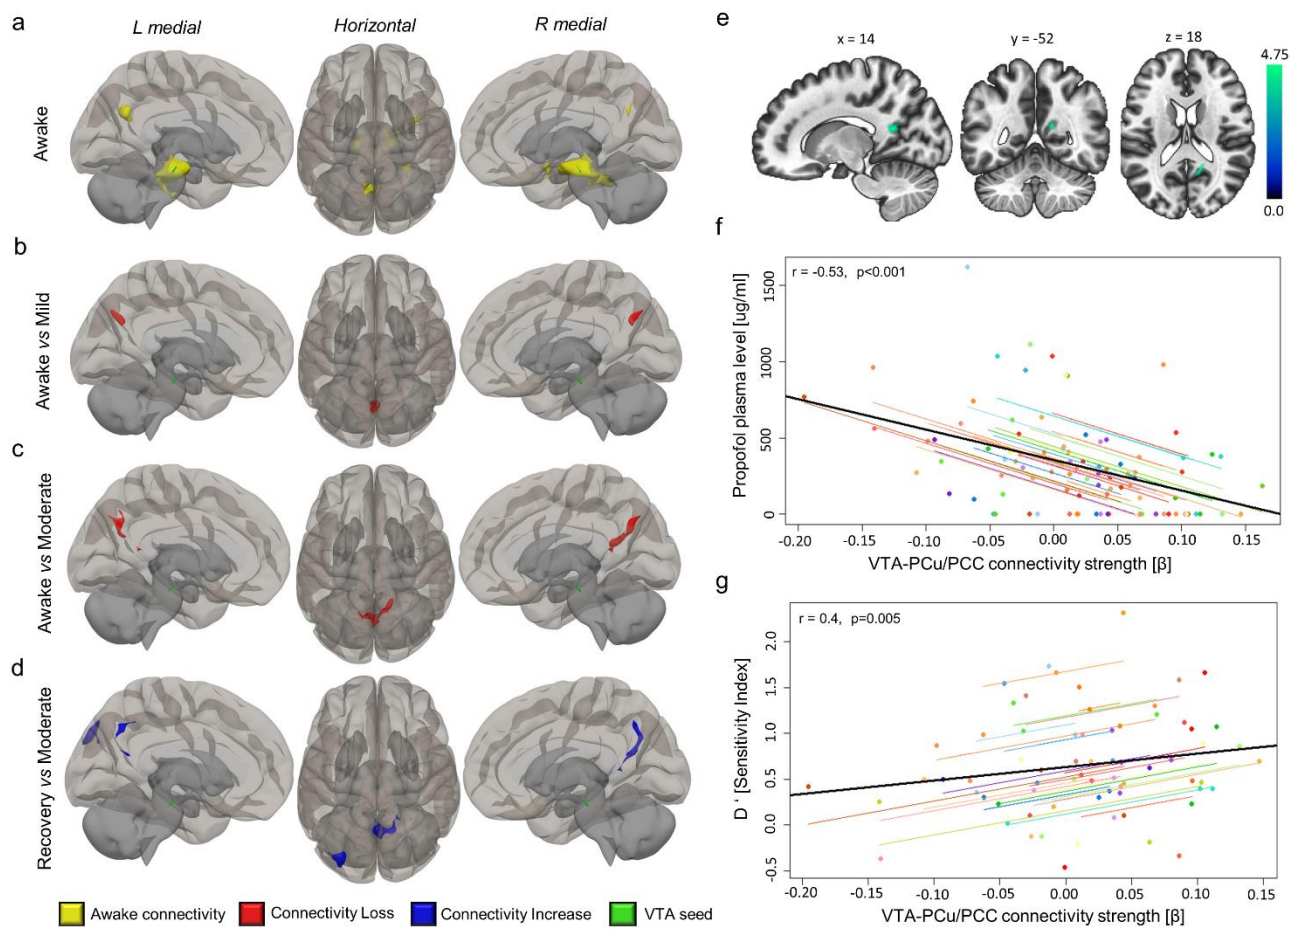 a
L medial
Horizontal
R medial
Awake
b
Awake vs Mild
c
Awake vs Moderate
d
Recovery vs Moderate
Awake connectivity
Connectivity Loss
Connectivity Increase
VTA seed
e
x = 14
y = -52
z = 18
4.75
0.0
f
r = -0.53, p<0.001
Propofol plasma level [ug/ml]
1500
1000
500
0
-0.20
-0.15
-0.10
-0.05
0.00
0.05
0.10
0.15
VTA-PCu/PCC connectivity strength [β]
g
r = 0.4, p=0.005
D ' [Sensitivity Index]
2.0
1.5
1.0
0.5
0.0
-0.5
-0.20
-0.15
-0.10
-0.05
0.00
0.05
0.10
0.15
VTA-PCu/PCC connectivity strength [β]